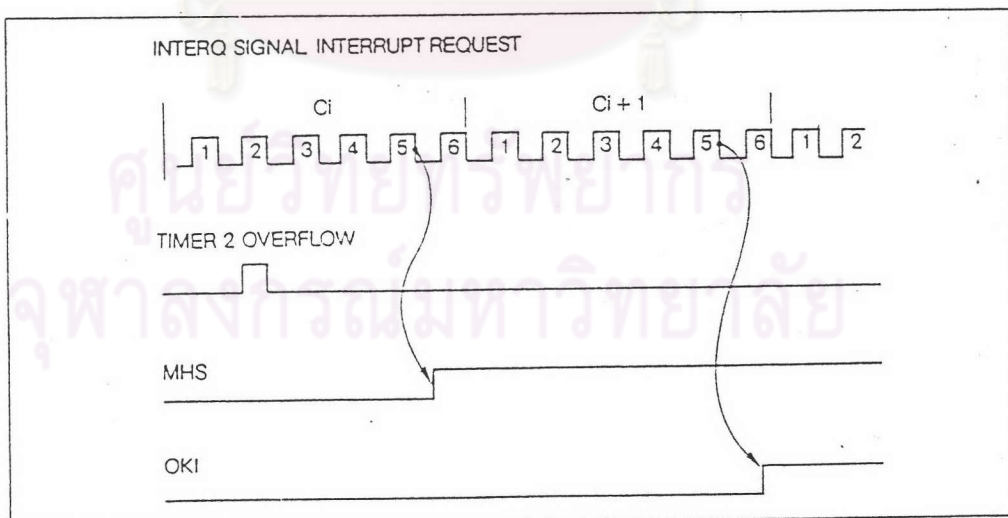 INTERQ SIGNAL INTERRUPT REQUEST
Ci Ci + 1
1 2 3 4 5 6 1 2 3 4 5 6 1 2
ศูนย์วิทยทรัพยากร
TIMER 2 OVERFLOW
จุฬาลงกรณ์มหาวิทยาลัย
MHS
OKI